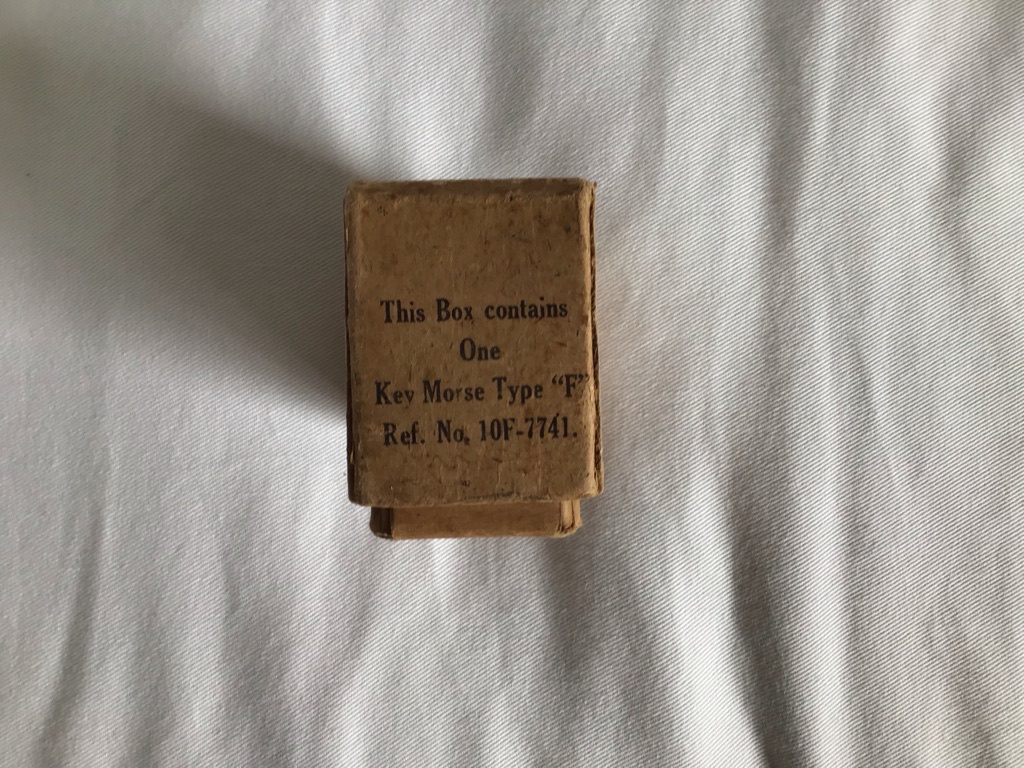 This Box contains
One
Key Morse Type “F”
Ref. No. 10F-7741.